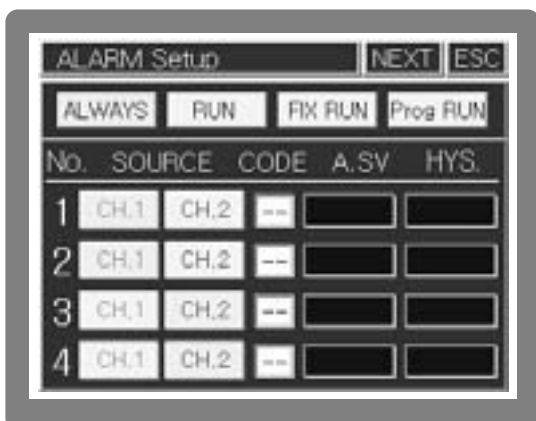 ALARM Setup NEXT ESC
ALWAYS RUN FIX RUN Prog RUN
No. SOURCE CODE A.SV HYS.
1 CH.1 CH.2 --
2 CH.1 CH.2 --
3 CH.1 CH.2 --
4 CH.1 CH.2 --